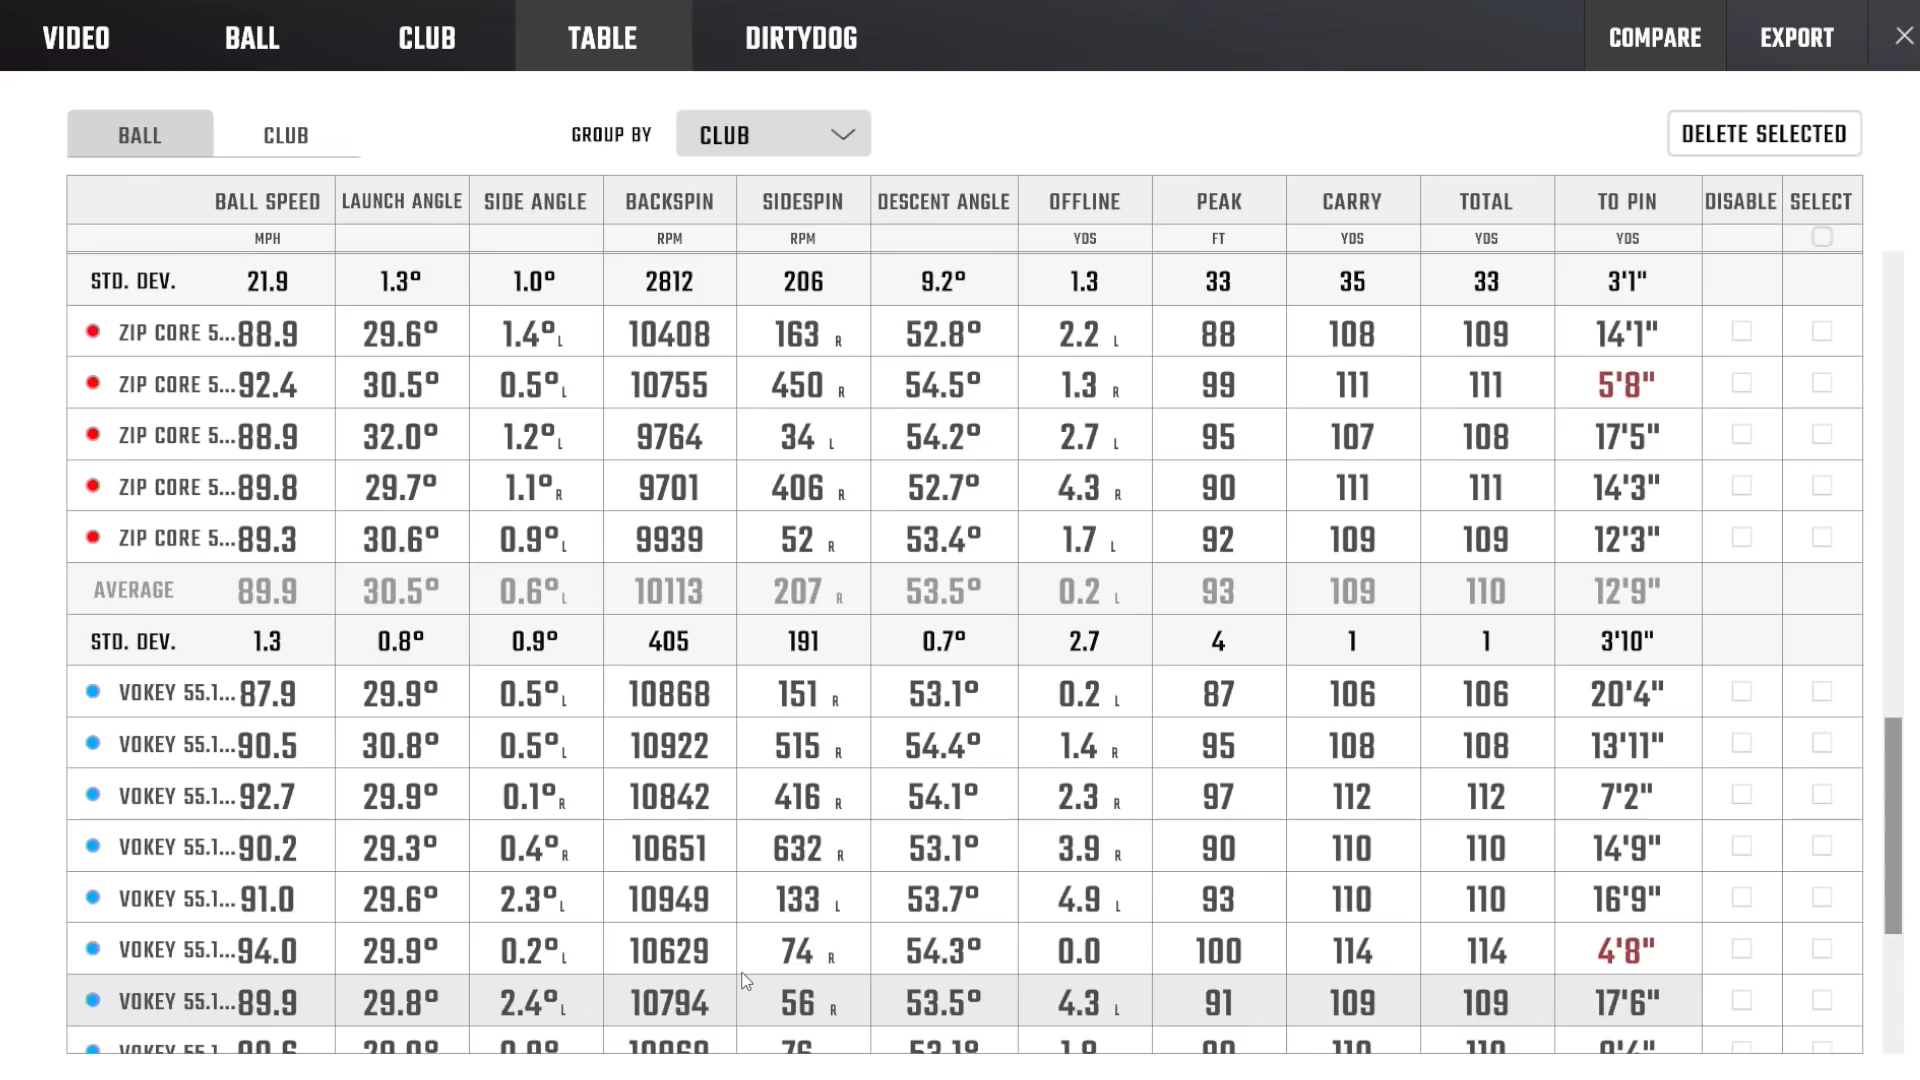 VIDEO BALL CLUB TABLE DIRTYDOG COMPARE EXPORT
BALL CLUB GROUP BY CLUB DELETE SELECTED
BALL SPEED LAUNCH ANGLE SIDE ANGLE BACKSPIN SIDESPIN DESCENT ANGLE OFFLINE PEAK CARRY TOTAL TO PIN DISABLE SELECT
MPH RPM RPM YDS FT YDS YDS YDS
STD. DEV. 21.9 1.3° 1.0° 2812 206 9.2° 1.3 33 35 33 3'1"
ZIP CORE 5... 88.9 29.6° 1.4° L 10408 163 R 52.8° 2.2 L 88 108 109 14'1"
ZIP CORE 5... 92.4 30.5° 0.5° L 10755 450 R 54.5° 1.3 R 99 111 111 5'8"
ZIP CORE 5... 88.9 32.0° 1.2° L 9764 34 L 54.2° 2.7 L 95 107 108 17'5"
ZIP CORE 5... 89.8 29.7° 1.1° R 9701 406 R 52.7° 4.3 R 90 111 111 14'3"
ZIP CORE 5... 89.3 30.6° 0.9° L 9939 52 R 53.4° 1.7 L 92 109 109 12'3"
AVERAGE 89.9 30.5° 0.6° L 10113 207 R 53.5° 0.2 L 93 109 110 12'9"
STD. DEV. 1.3 0.8° 0.9° 405 191 0.7° 2.7 4 1 1 3'10"
VOKEY 55.1... 87.9 29.9° 0.5° L 10868 151 R 53.1° 0.2 L 87 106 106 20'4"
VOKEY 55.1... 90.5 30.8° 0.5° L 10922 515 R 54.4° 1.4 R 95 108 108 13'11"
VOKEY 55.1... 92.7 29.9° 0.1° R 10842 416 R 54.1° 2.3 R 97 112 112 7'2"
VOKEY 55.1... 90.2 29.3° 0.4° R 10651 632 R 53.1° 3.9 R 90 110 110 14'9"
VOKEY 55.1... 91.0 29.6° 2.3° L 10949 133 L 53.7° 4.9 L 93 110 110 16'9"
VOKEY 55.1... 94.0 29.9° 0.2° L 10629 74 R 54.3° 0.0 100 114 114 4'8"
VOKEY 55.1... 89.9 29.8° 2.4° L 10794 56 R 53.5° 4.3 L 91 109 109 17'6"
VOKEY 55.1